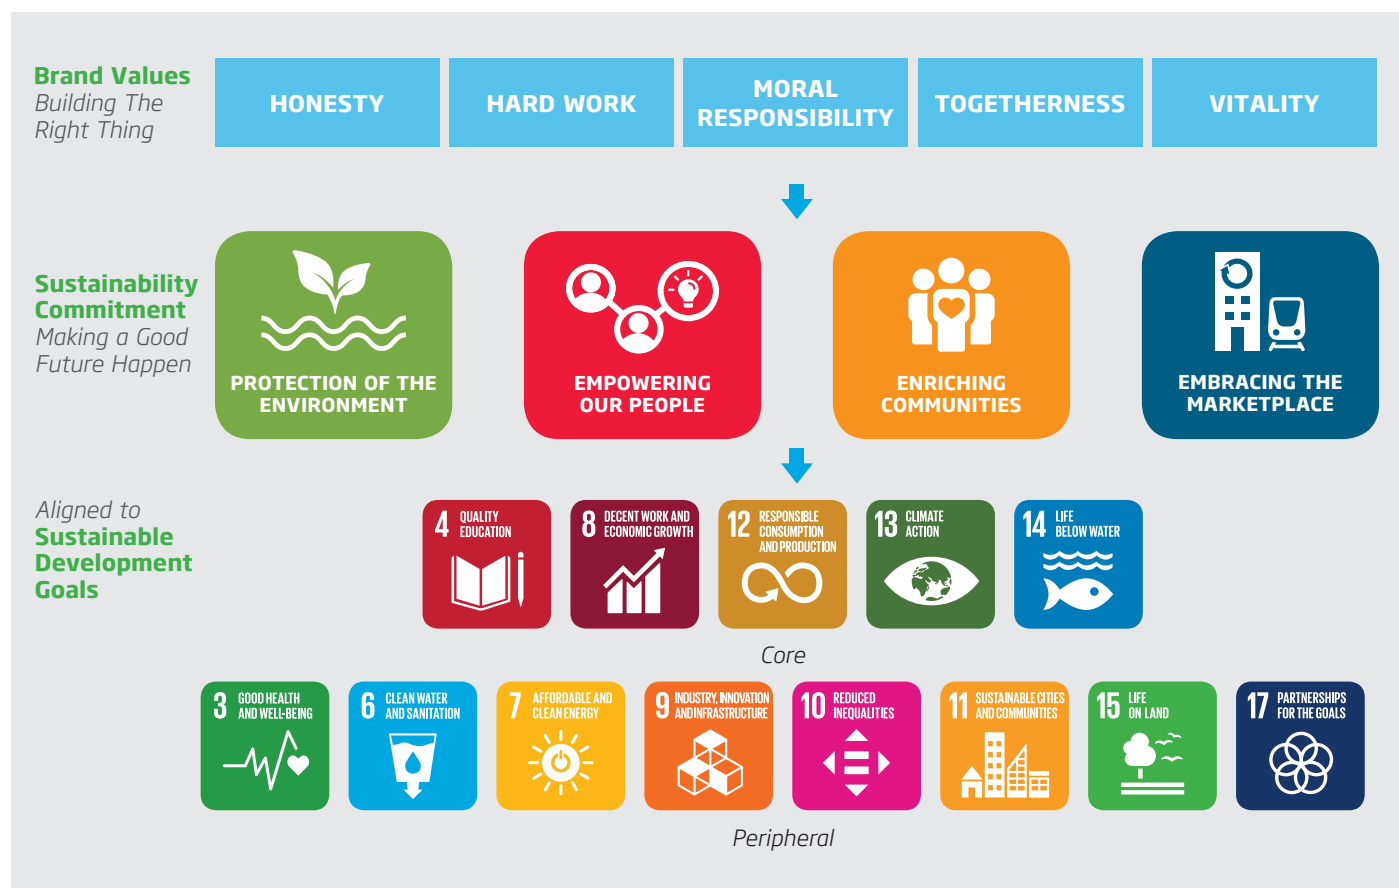 Brand Values
Building The
Right Thing
HONESTY
HARD WORK
MORAL
RESPONSIBILITY
TOGETHERNESS
VITALITY
Sustainability
Commitment
Making a Good
Future Happen
PROTECTION OF THE
ENVIRONMENT
EMPOWERING
OUR PEOPLE
ENRICHING
COMMUNITIES
EMBRACING THE
MARKETPLACE
Aligned to
Sustainable
Development
Goals
4 QUALITY
EDUCATION
8 DECENT WORK AND
ECONOMIC GROWTH
12 RESPONSIBLE
CONSUMPTION
AND PRODUCTION
13 CLIMATE
ACTION
14 LIFE
BELOW WATER
Core
3 GOOD HEALTH
AND WELL-BEING
6 CLEAN WATER
AND SANITATION
7 AFFORDABLE AND
CLEAN ENERGY
9 INDUSTRY, INNOVATION
AND INFRASTRUCTURE
10 REDUCED
INEQUALITIES
11 SUSTAINABLE CITIES
AND COMMUNITIES
15 LIFE
ON LAND
17 PARTNERSHIPS
FOR THE GOALS
Peripheral